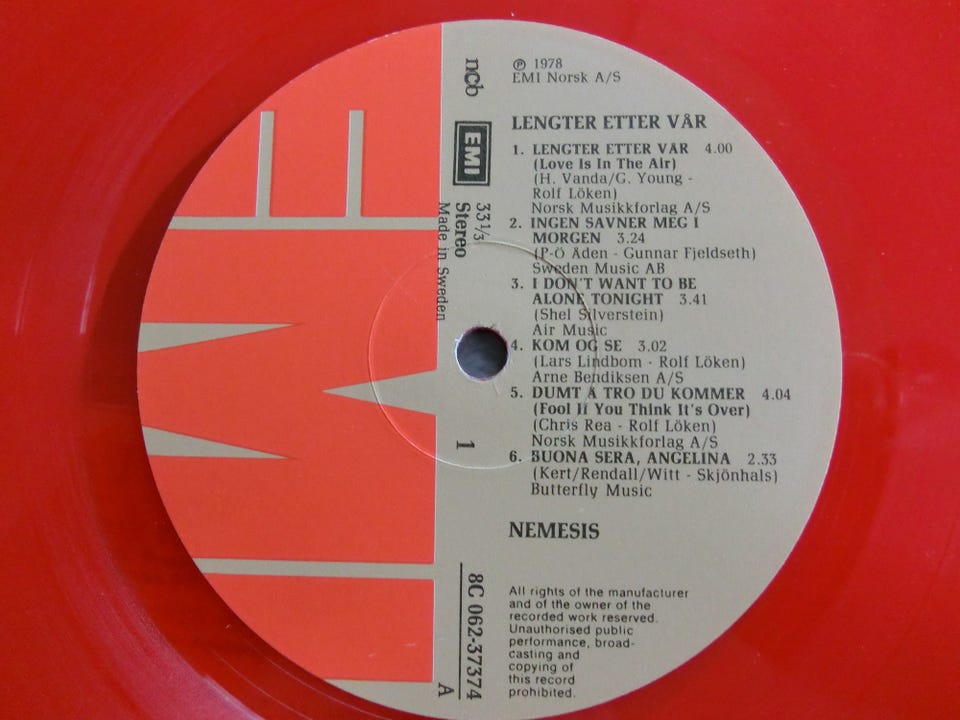 ℗ 1978
EMI Norsk A/S
LENGTER ETTER VÅR
1. LENGTER ETTER VÅR 4.00
(Love Is In The Air)
(H. Vanda/G. Young -
Rolf Löken)
Norsk Musikkforlag A/S
2. INGEN SAVNER MEG I
MORGEN 3.24
(P-Ö Åden - Gunnar Fjeldseth)
Sweden Music AB
3. I DON'T WANT TO BE
ALONE TONIGHT 3.41
(Shel Silverstein)
Air Music
4. KOM OG SE 3.02
(Lars Lindbom - Rolf Löken)
Arne Bendiksen A/S
5. DUMT Å TRO DU KOMMER 4.04
(Fool If You Think It's Over)
(Chris Rea - Rolf Löken)
Norsk Musikkforlag A/S
6. BUONA SERA, ANGELINA 2.33
(Kert/Rendall/Witt - Skjönhals)
Butterfly Music
NEMESIS
All rights of the manufacturer
and of the owner of the
recorded work reserved.
Unauthorised public
performance, broad-
casting and
copying of
this record
prohibited.
ncb
EMI
33 1/3
Stereo
Made in Sweden
1
8C 062-37374
A
EMI